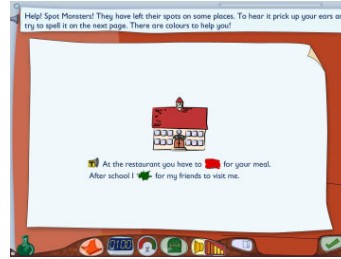 Help! Spot Monsters! They have left their spots on some places. To hear it prick up your ears an
try to spell it on the next page. There are colours to help you!
At the restaurant you have to for your meal.
After school I for my friends to visit me.